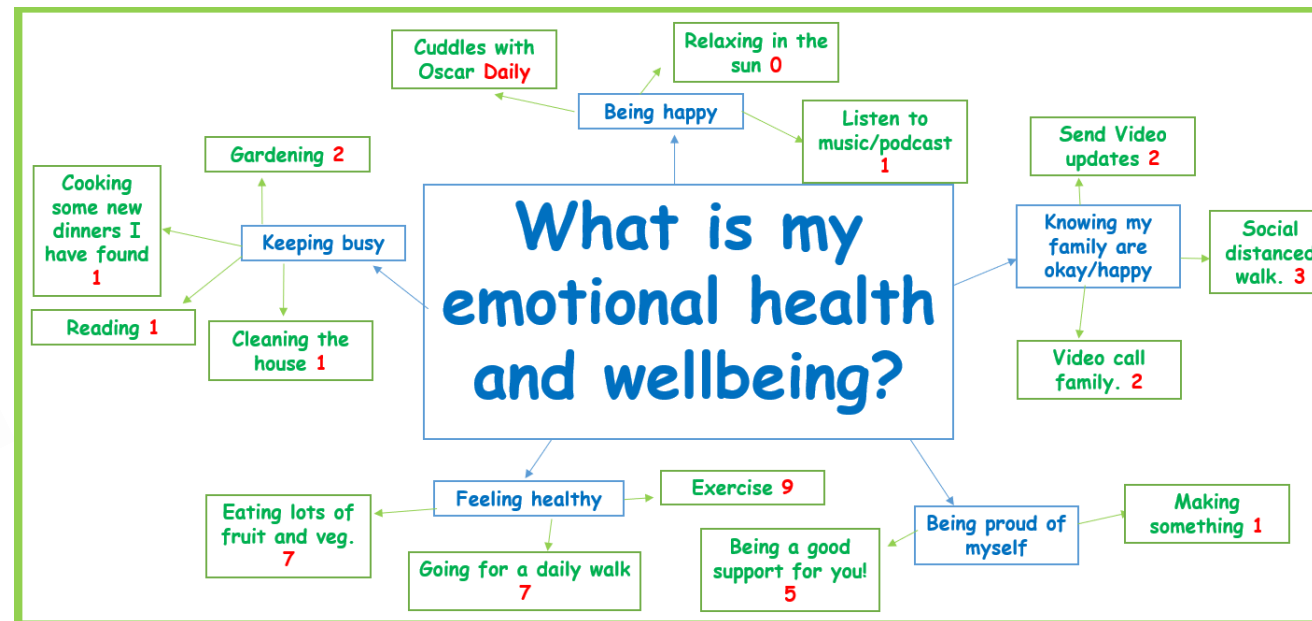 Cuddles with
Oscar Daily
Relaxing in the
sun 0
Being happy
Listen to
music/podcast
1
Send Video
updates 2
Gardening 2
Cooking
some new
dinners I
have found
1
Keeping busy
Reading 1
Cleaning the
house 1
What is my
emotional health
and wellbeing?
Knowing my
family are
okay/happy
Social
distanced
walk. 3
Video call
family. 2
Feeling healthy
Exercise 9
Eating lots of
fruit and veg.
7
Going for a daily walk
7
Being a good
support for you!
5
Being proud of
myself
Making
something 1